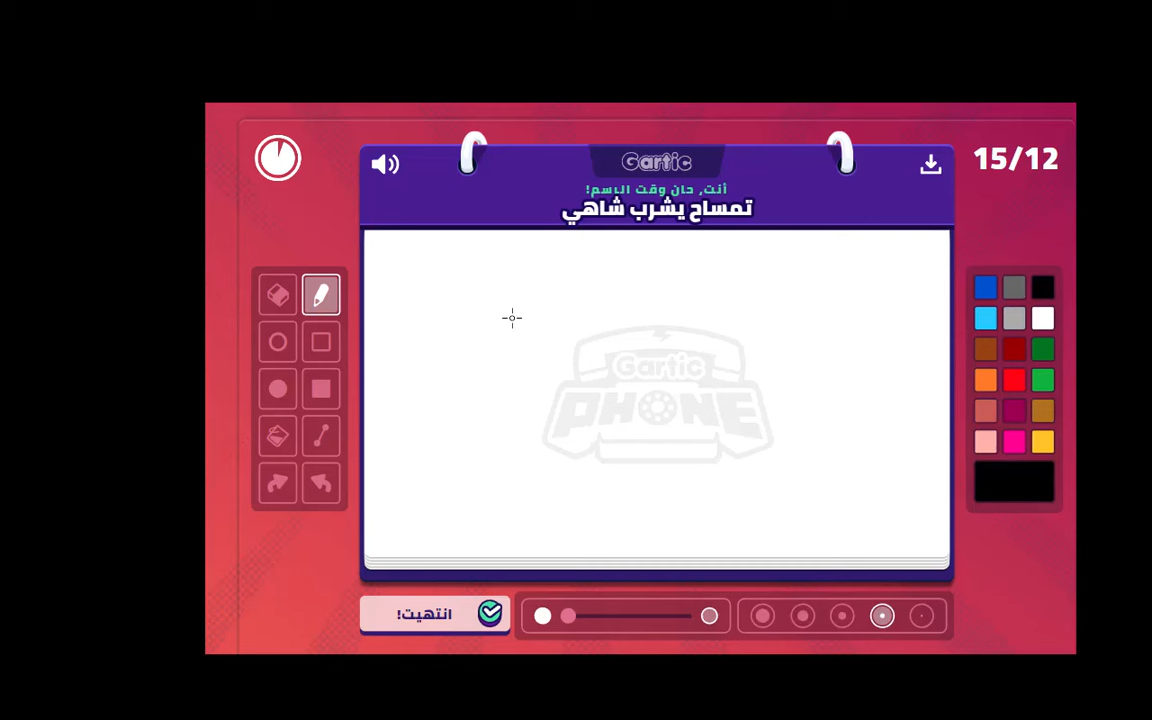 Gartic
15/12
أنت, حان وقت الرسم!
تمساح يشرب شاهي
Gartic
PHONE
انتهيت!